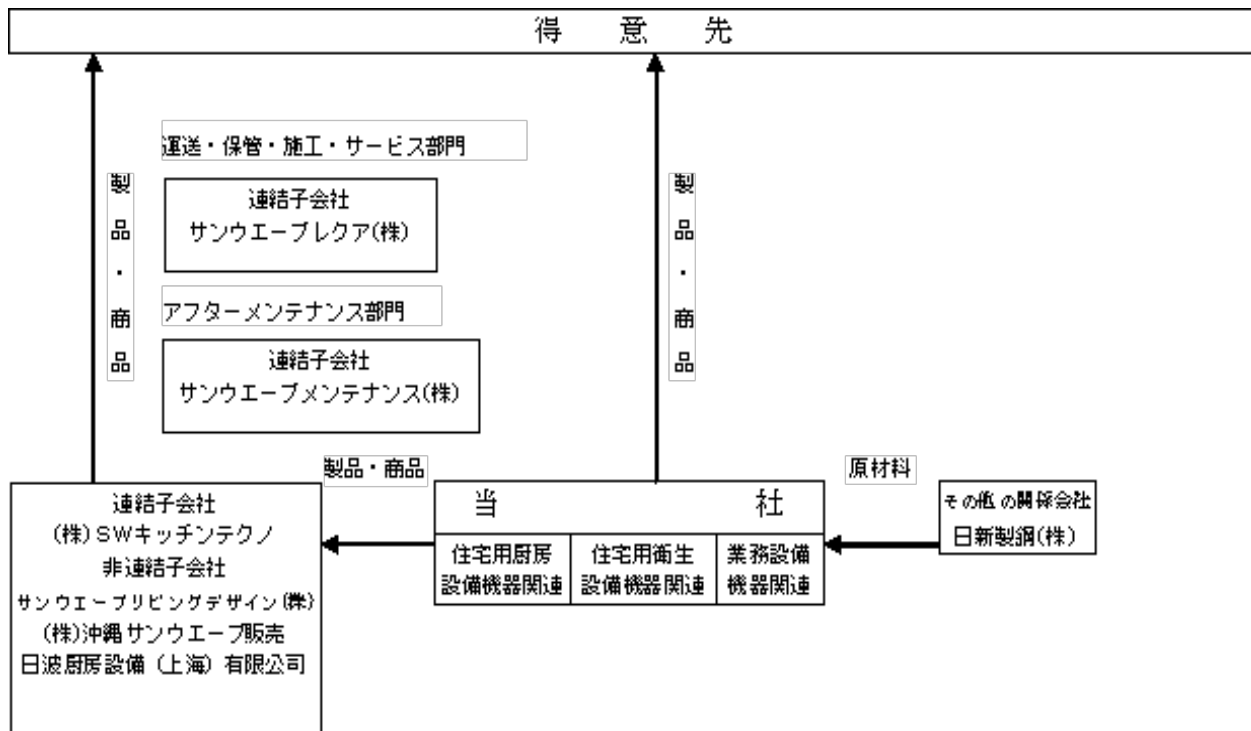 得意先
運送・保管・施工・サービス部門
製品・商品
連結子会社
サンウエーブレクア(株)
製品・商品
アフターメンテナンス部門
連結子会社
サンウエーブメンテナンス(株)
製品・商品
原材料
連結子会社
(株)SWキッチンテクノ
非連結子会社
サンウエーブリビングデザイン(株)
(株)沖縄サンウエーブ販売
日波厨房設備（上海）有限公司
当社
住宅用厨房
設備機器関連
住宅用衛生
設備機器関連
業務設備
機器関連
その他の関係会社
日新製鋼(株)